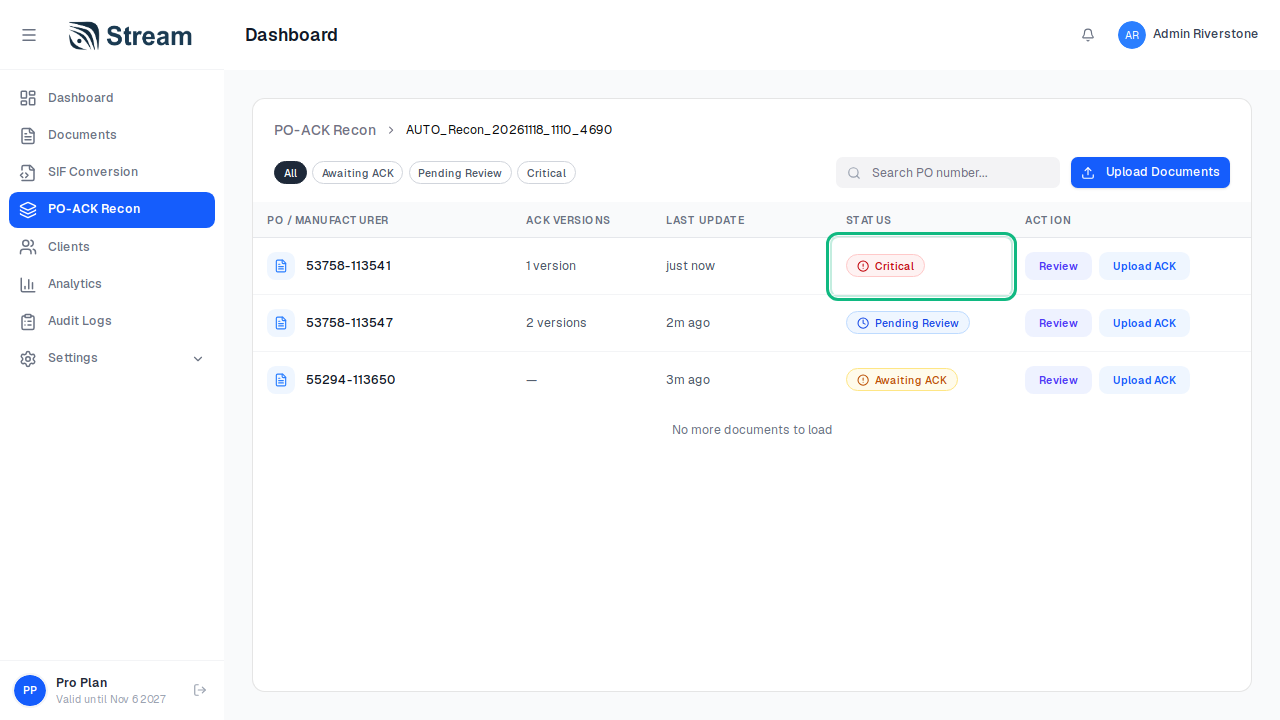 Stream
Dashboard
AR
Admin Riverstone
Dashboard
Documents
SIF Conversion
PO-ACK Recon
Clients
Analytics
Audit Logs
Settings
PP
Pro Plan
Valid until Nov 6 2027
PO-ACK Recon > AUTO_Recon_20261118_1110_4690
All
Awaiting ACK
Pending Review
Critical
Search PO number...
Upload Documents
PO / MANUFACTURER ACK VERSIONS LAST UPDATE STATUS ACTION
53758-113541 1 version just now Critical Review Upload ACK
53758-113547 2 versions 2m ago Pending Review Review Upload ACK
55294-113650 — 3m ago Awaiting ACK Review Upload ACK
No more documents to load